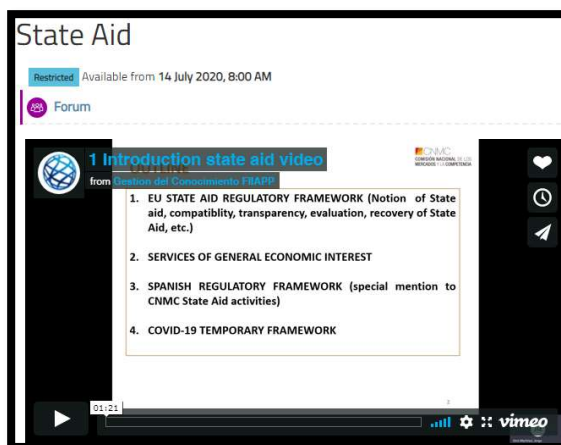 State Aid
Restricted Available from 14 July 2020, 8:00 AM
Forum
1 Introduction state aid video
from Gestion del Conocimiento FIIAPP
OUTLINE
CNMC
COMISIÓN NACIONAL DE LOS
MERCADOS Y LA COMPETENCIA
1. EU STATE AID REGULATORY FRAMEWORK (Notion of State
aid, compatiblity, transparency, evaluation, recovery of State
Aid, etc.)
2. SERVICES OF GENERAL ECONOMIC INTEREST
3. SPANISH REGULATORY FRAMEWORK (special mention to
CNMC State Aid activities)
4. COVID-19 TEMPORARY FRAMEWORK
01:21
vimeo